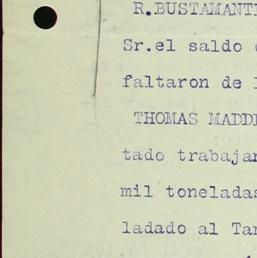 R.BUSTAMANT
Sr.el saldo
faltaron de
THOMAS MADD
tado trabaja
mil toneladas
ladado al Ta